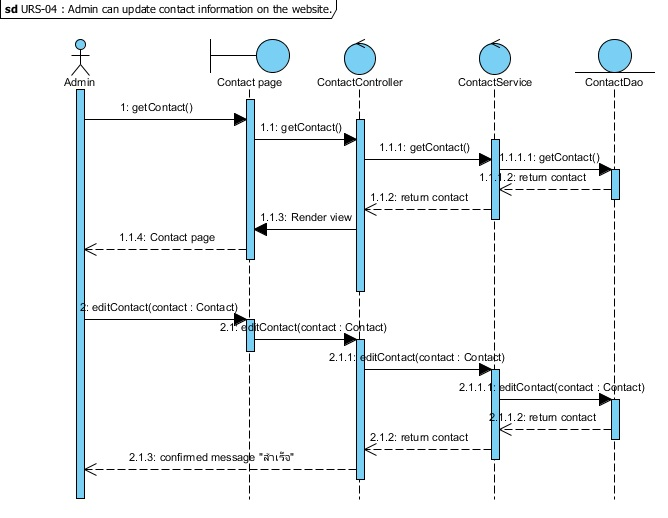 sd URS-04 : Admin can update contact information on the website.
Admin
Contact page
ContactController
ContactService
ContactDao
1: getContact()
1.1: getContact()
1.1.1: getContact()
1.1.1.1: getContact()
1.1.1.2: return contact
1.1.2: return contact
1.1.3: Render view
1.1.4: Contact page
2: editContact(contact : Contact)
2.1: editContact(contact : Contact)
2.1.1: editContact(contact : Contact)
2.1.1.1: editContact(contact : Contact)
2.1.1.2: return contact
2.1.2: return contact
2.1.3: confirmed message "สำเร็จ"